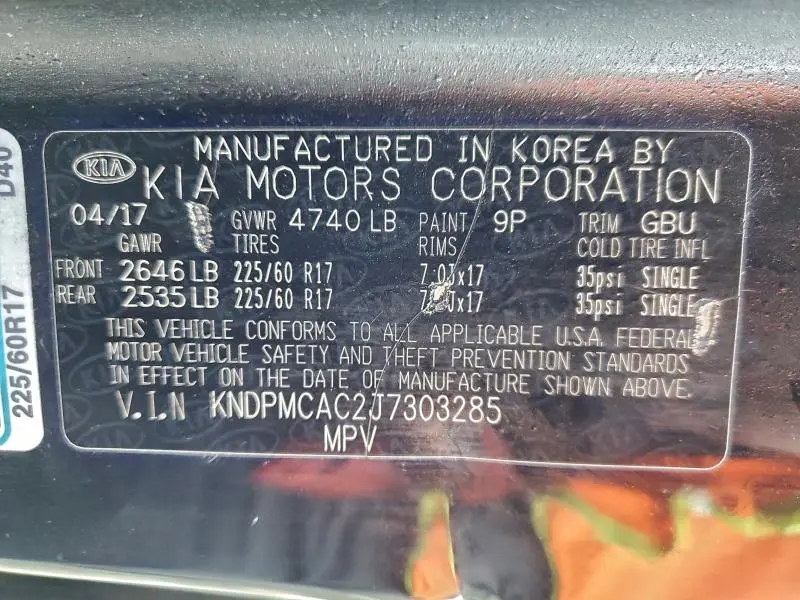 MANUFACTURED IN KOREA BY
KIA KIA MOTORS CORPORATION
04/17 GVWR 4740 LB PAINT 9P TRIM GBU
GAWR TIRES RIMS COLD TIRE INFL
FRONT 2646 LB 225/60 R17 7.0Jx17 35psi SINGLE
REAR 2535 LB 225/60 R17 35psi SINGLE
THIS VEHICLE CONFORMS TO ALL APPLICABLE U.S.A. FEDERAL
MOTOR VEHICLE SAFETY AND THEFT PREVENTION STANDARDS
IN EFFECT ON THE DATE OF MANUFACTURE SHOWN ABOVE.
V.I.N KNDPMCAC2J7303285
MPV
225/60R17